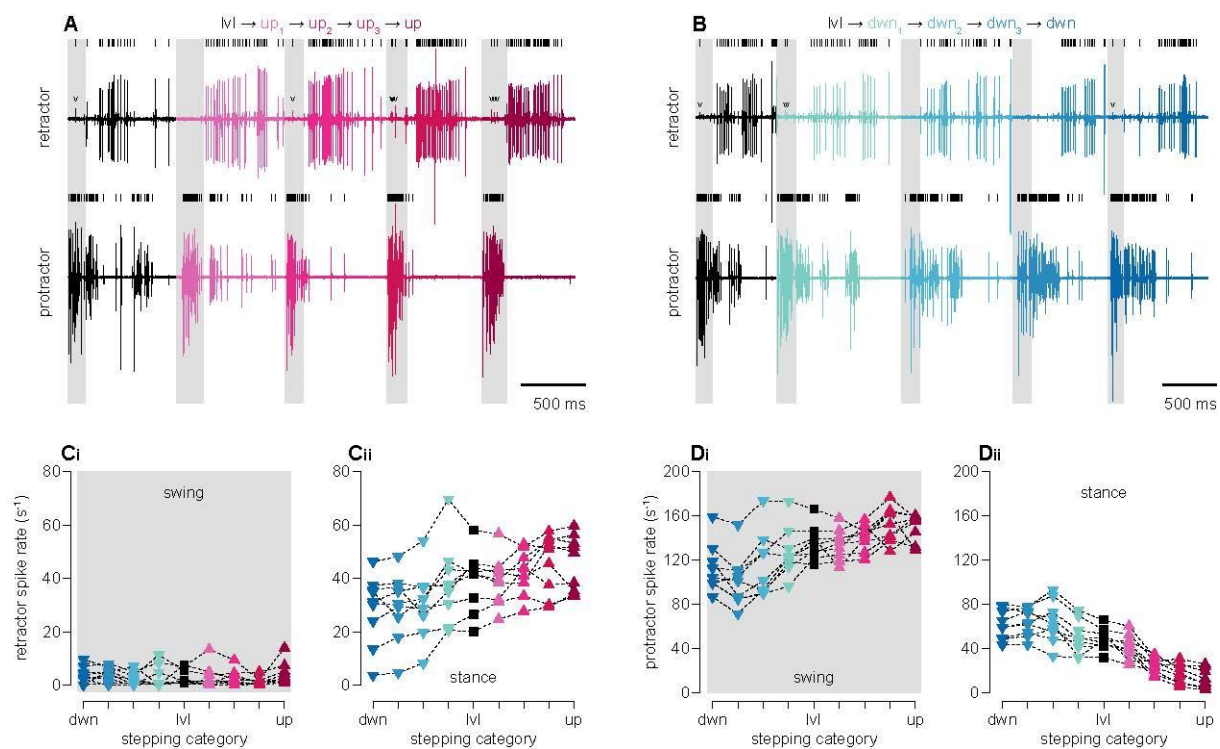 A
lvl → up1 → up2 → up3 → up
retractor
v
v
vv
vvv
protractor
500 ms
B
lvl → dwn1 → dwn2 → dwn3 → dwn
retractor
v
vv
v
protractor
500 ms
Ci
retractor spike rate (s⁻¹)
80
60
40
20
0
swing
dwn
lvl
up
stepping category
Cii
80
60
40
20
0
stance
dwn
lvl
up
stepping category
Di
protractor spike rate (s⁻¹)
200
160
120
80
40
0
swing
dwn
lvl
up
stepping category
Dii
200
160
120
80
40
0
stance
dwn
lvl
up
stepping category